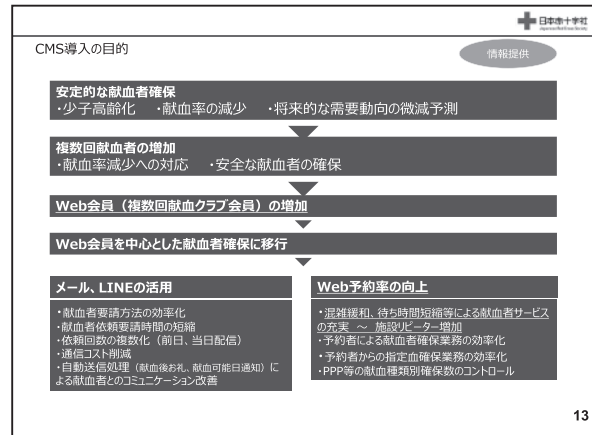 日本赤十字社
CMS導入の目的
情報提供
安定的な献血者確保
・少子高齢化　・献血率の減少　・将来的な需要動向の微減予測
複数回献血者の増加
・献血率減少への対応　・安全な献血者の確保
Web会員（複数回献血クラブ会員）の増加
Web会員を中心とした献血者確保に移行
メール、LINEの活用
・献血者要請方法の効率化
・献血者依頼要請時間の短縮
・依頼回数の複数化（前日、当日配信）
・通信コスト削減
・自動送信処理（献血後お礼、献血可能日通知）に
よる献血者とのコミュニケーション改善
Web予約率の向上
・混雑緩和、待ち時間短縮等による献血者サービス
の充実　～　施設リピーター増加
・予約者による献血者確保業務の効率化
・予約者からの指定血確保業務の効率化
・PPP等の献血種類別確保数のコントロール
13